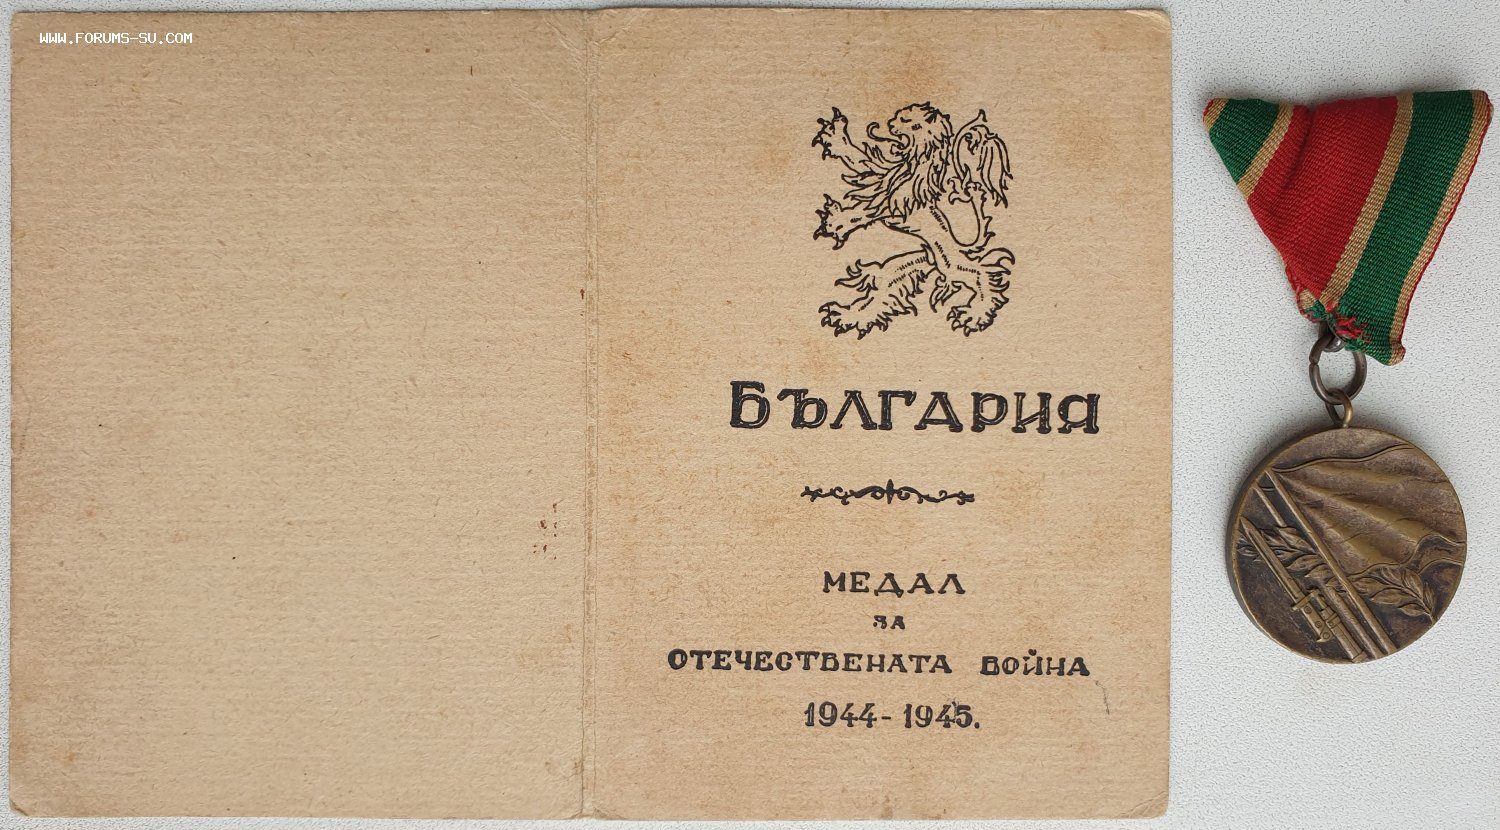 WWW.FORUMS-SU.COM
БЪЛГАРИЯ
МЕДАЛ
ЗА
ОТЕЧЕСТВЕНАТА ВОЙНА
1944-1945.